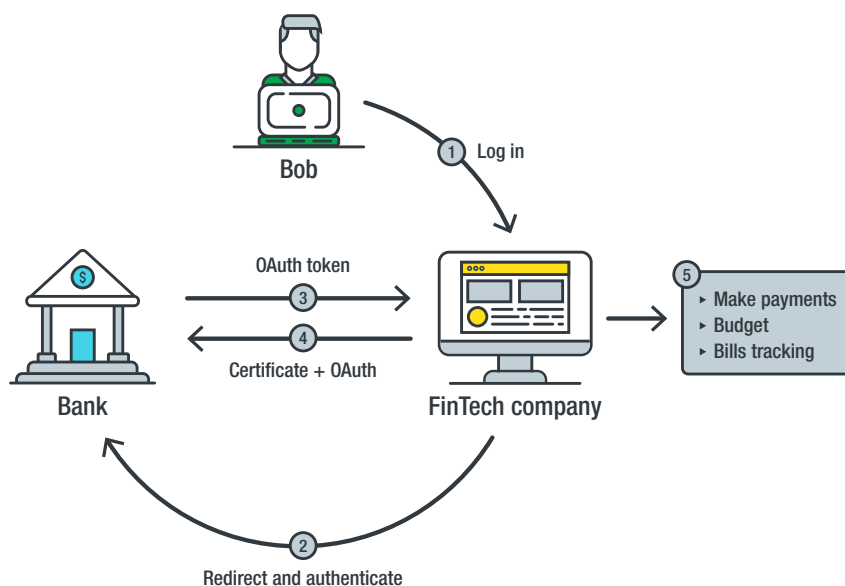 Bob
1
Log in
$
OAuth token
3
4
Certificate + OAuth
Bank
FinTech company
5
▸ Make payments
▸ Budget
▸ Bills tracking
2
Redirect and authenticate